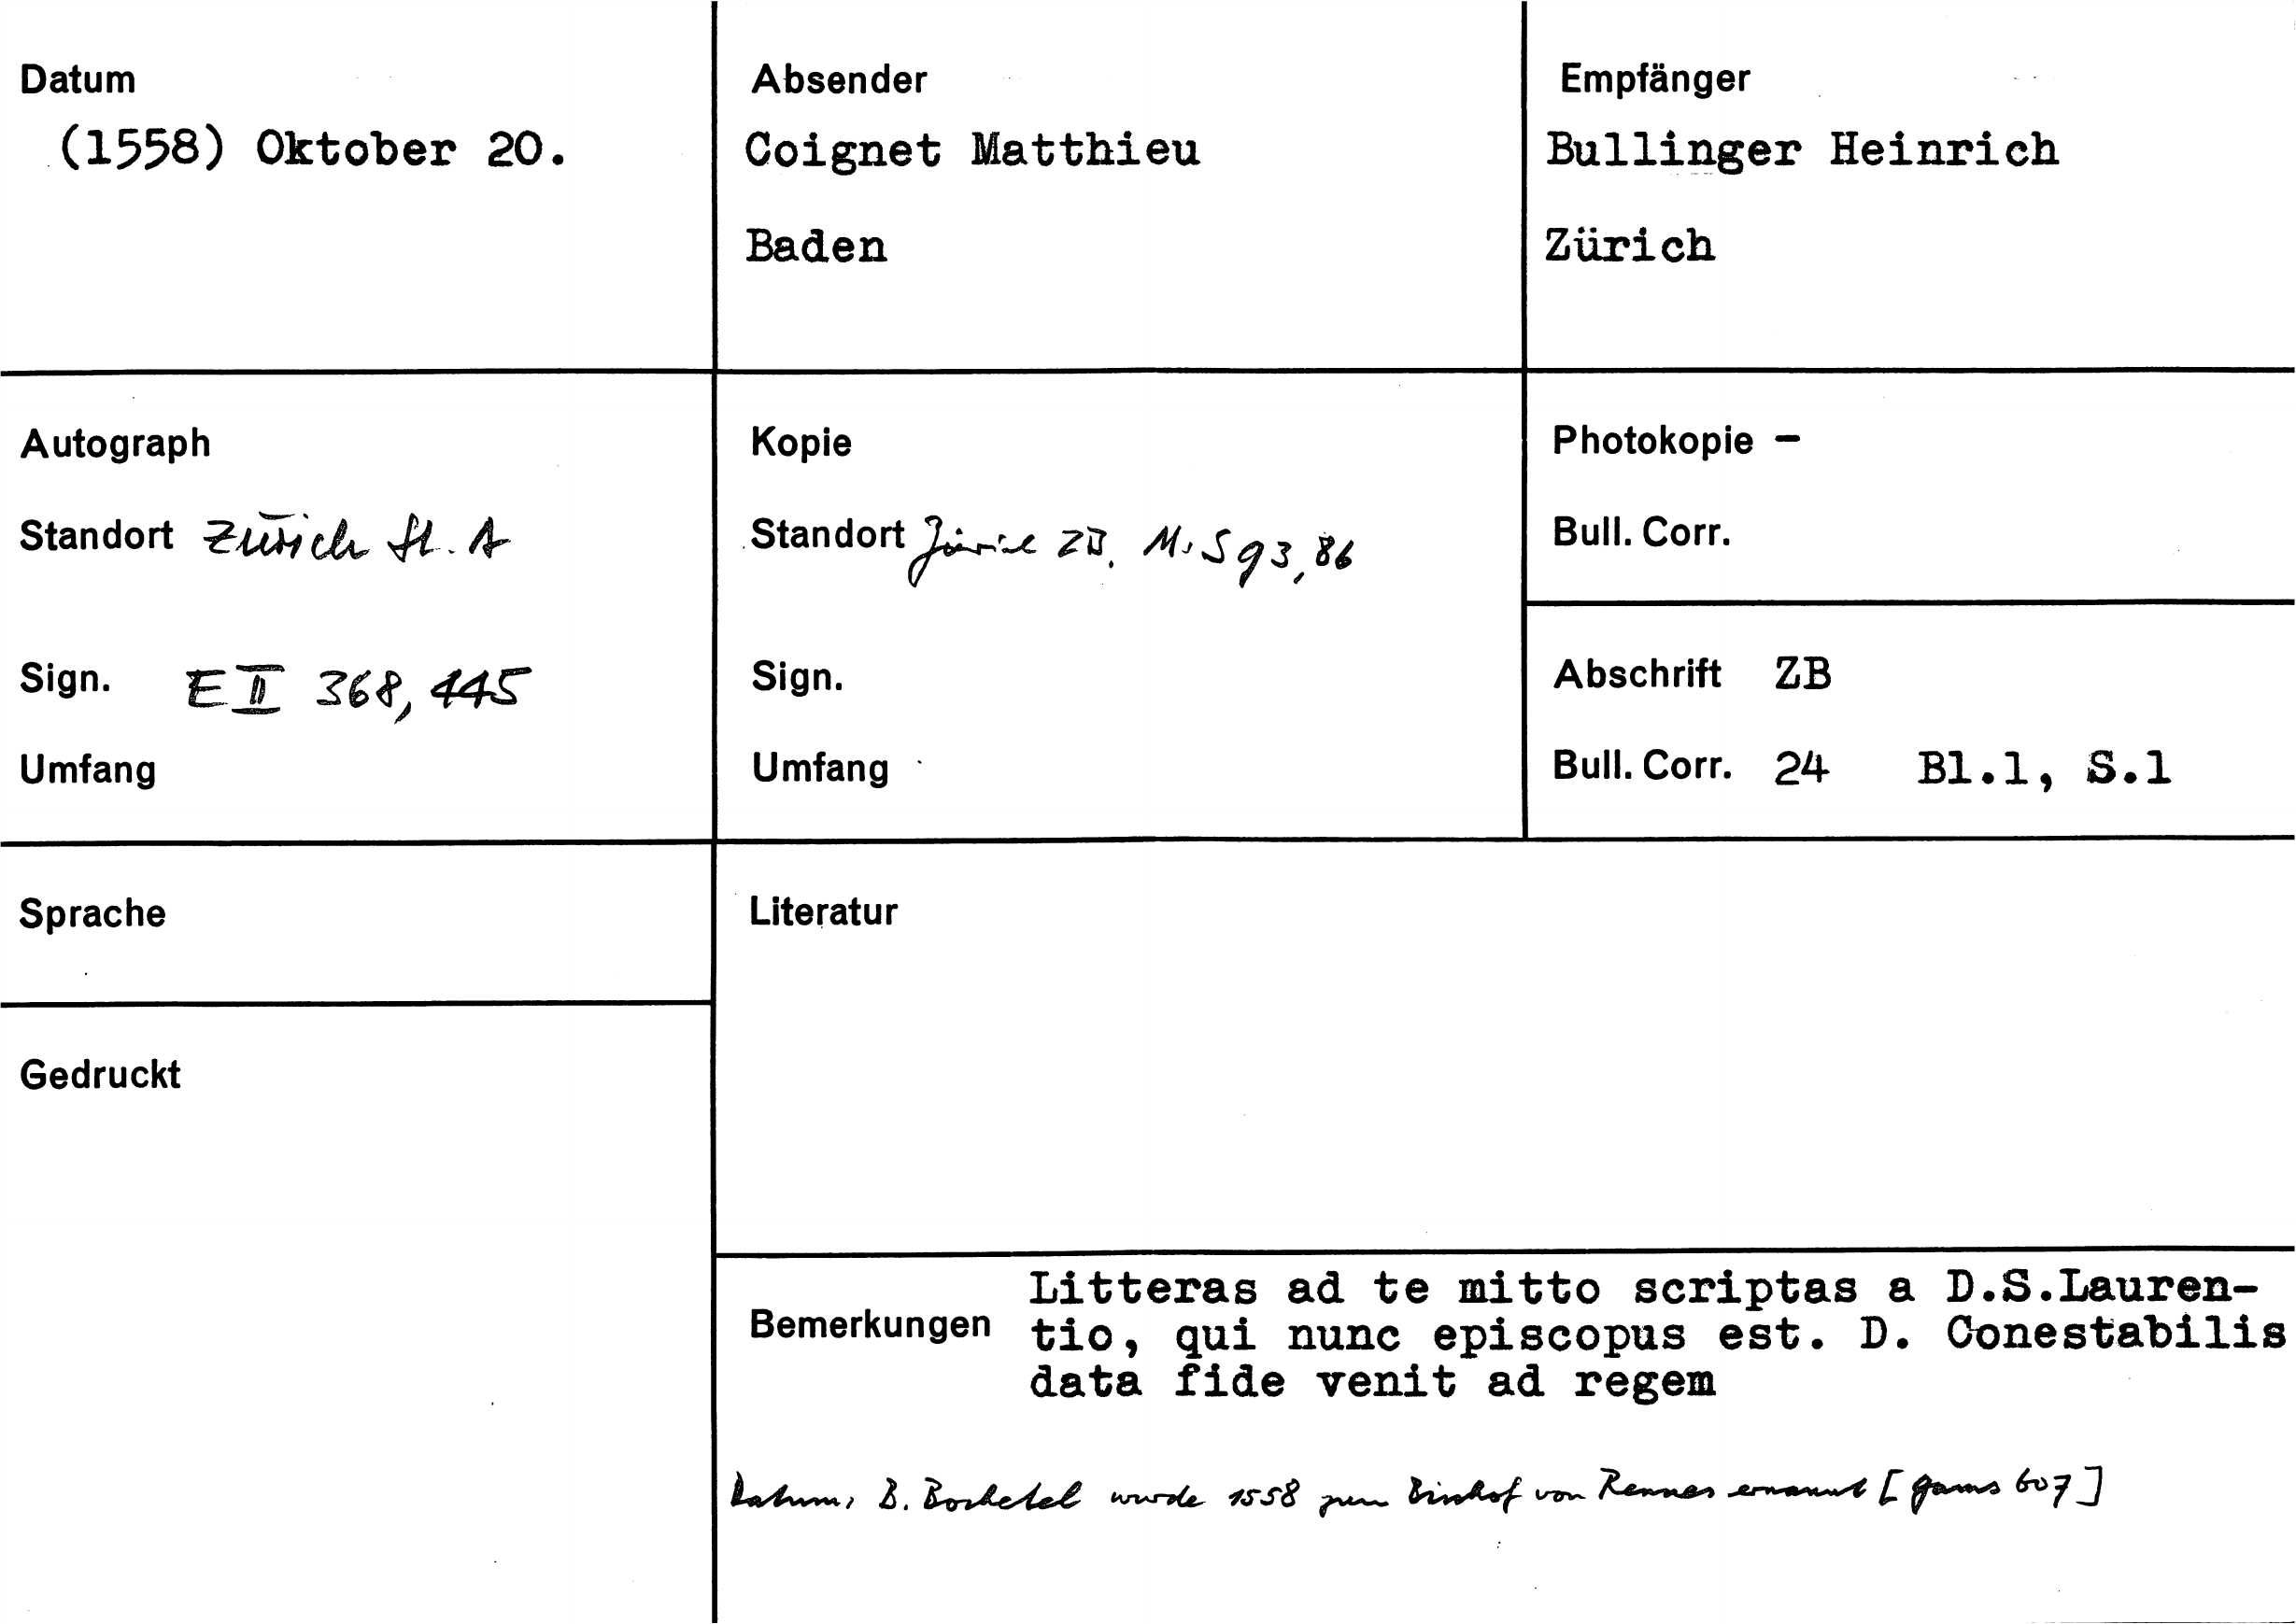 Datum
(1558) Oktober 20.
Absender
Coignet Matthieu
Baden
Empfänger
Bullinger Heinrich
Zürich
Autograph
Standort Zürich St. A
Sign. E II 368, 445
Umfang
Kopie
Standort Zürich ZB. Ms S 93, 86
Sign.
Umfang
Photokopie –
Bull. Corr.
Abschrift ZB
Bull. Corr. 24 Bl.1, S.1
Sprache
Gedruckt
Literatur
Bemerkungen
Litteras ad te mitto scriptas a D.S.Lauren-
tio, qui nunc episcopus est. D. Conestabilis
data fide venit ad regem
Datum: B. Bochetel wurde 1558 zum Bischof von Rennes ernannt [Gams 607]